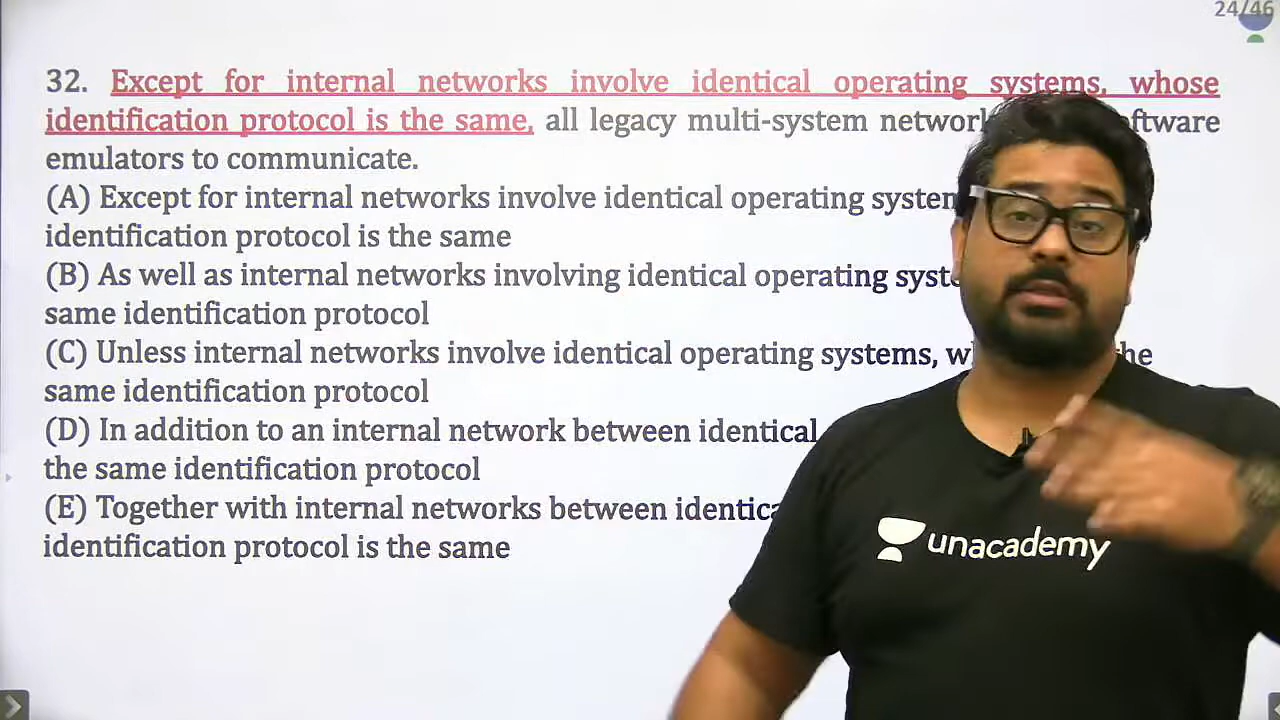 24/46
32. Except for internal networks involve identical operating systems, whose
identification protocol is the same, all legacy multi-system network
emulators to communicate.
(A) Except for internal networks involve identical operating
identification protocol is the same
(B) As well as internal networks involving identical operating
same identification protocol
(C) Unless internal networks involve identical operating systems, the
same identification protocol
(D) In addition to an internal network between identical
the same identification protocol
(E) Together with internal networks between
identification protocol is the same
unacademy